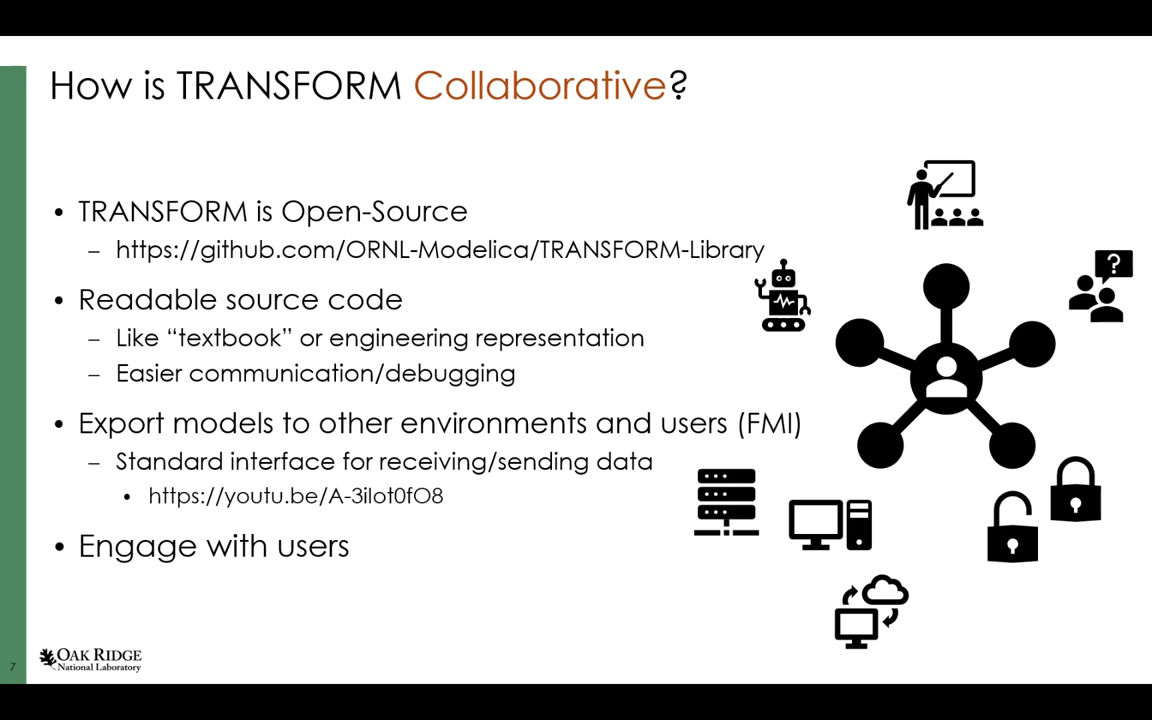 How is TRANSFORM Collaborative?
• TRANSFORM is Open-Source
– https://github.com/ORNL-Modelica/TRANSFORM-Library
• Readable source code
– Like “textbook” or engineering representation
– Easier communication/debugging
• Export models to other environments and users (FMI)
– Standard interface for receiving/sending data
• https://youtu.be/A-3ilot0fO8
• Engage with users
?
7
OAK RIDGE
National Laboratory